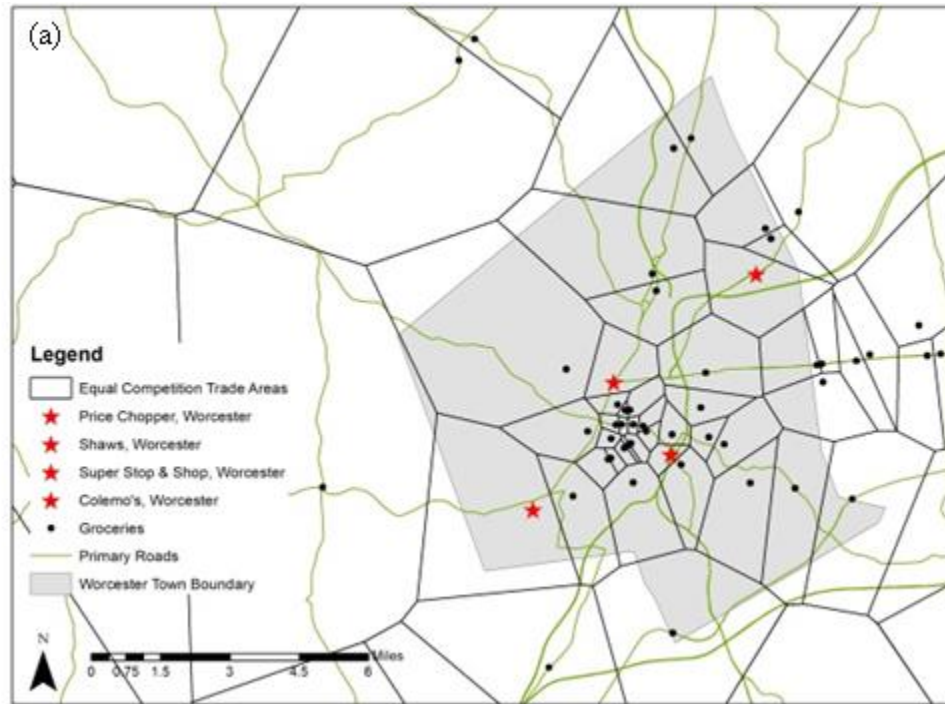 (a)
Legend
Equal Competition Trade Areas
Price Chopper, Worcester
Shaws, Worcester
Super Stop & Shop, Worcester
Colemo's, Worcester
Groceries
Primary Roads
Worcester Town Boundary
N
Miles
0 0.75 1.5 3 4.5 6